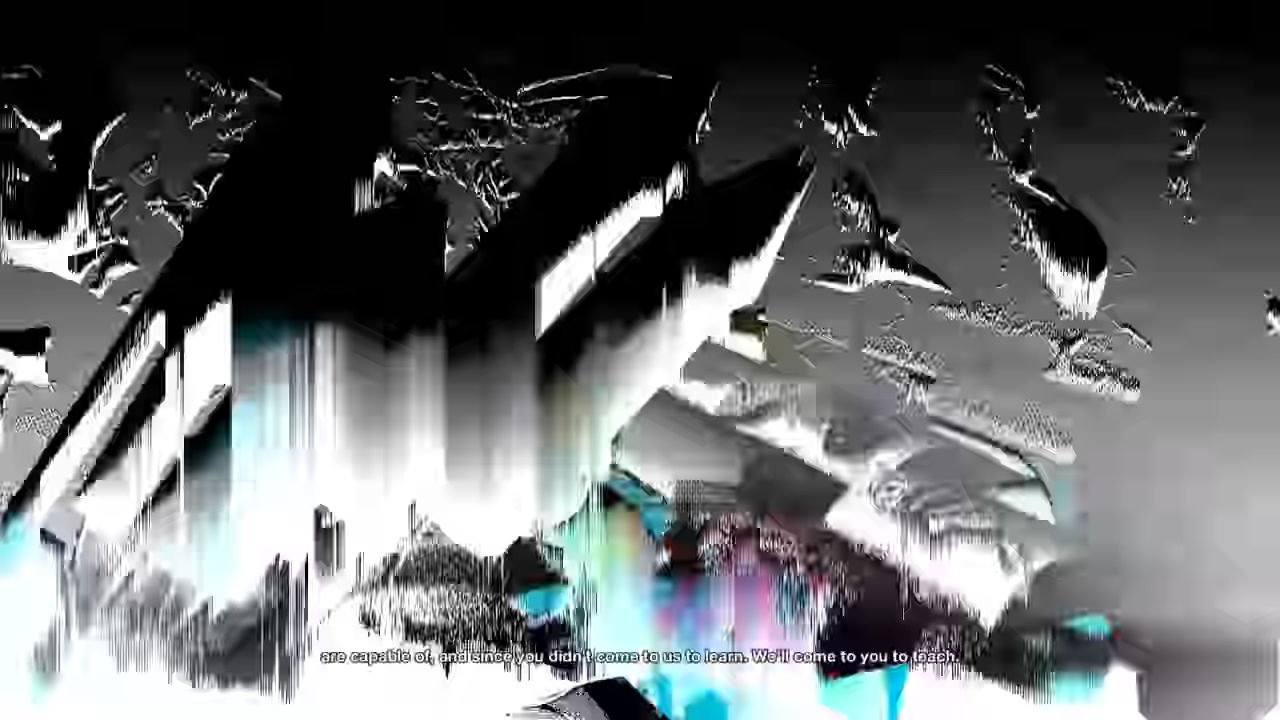 are capable of, and since you didn't come to us to learn. We'll come to you to teach.